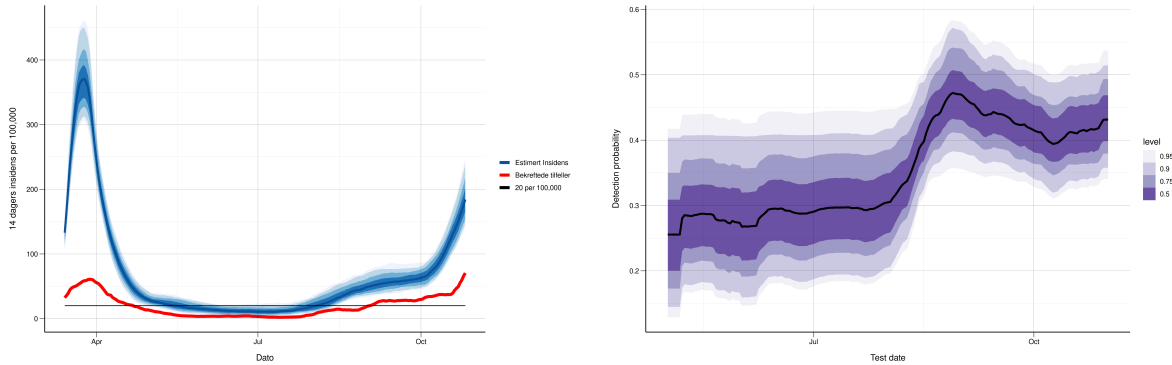 400
300
200
100
0
14 dagers insidens per 100,000
Apr
Jul
Oct
Dato
Estimert Insidens
Bekreftede tilfeller
20 per 100,000
0.6
0.5
0.4
0.3
0.2
Detection probability
Jul
Oct
Test date
level
0.95
0.9
0.75
0.5